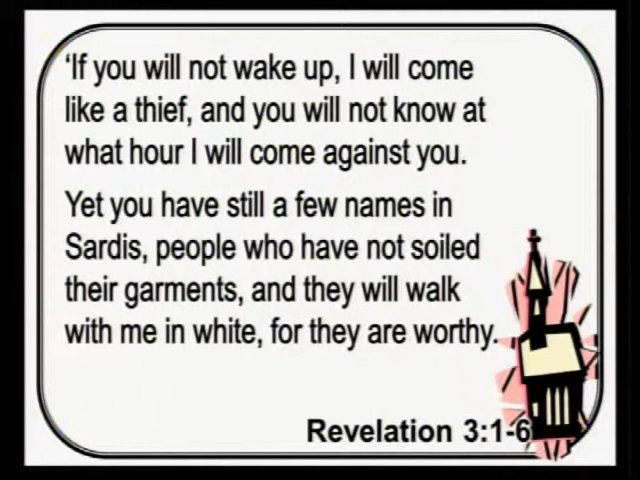 ‘If you will not wake up, I will come
like a thief, and you will not know at
what hour I will come against you.
Yet you have still a few names in
Sardis, people who have not soiled
their garments, and they will walk
with me in white, for they are worthy.
Revelation 3:1-6